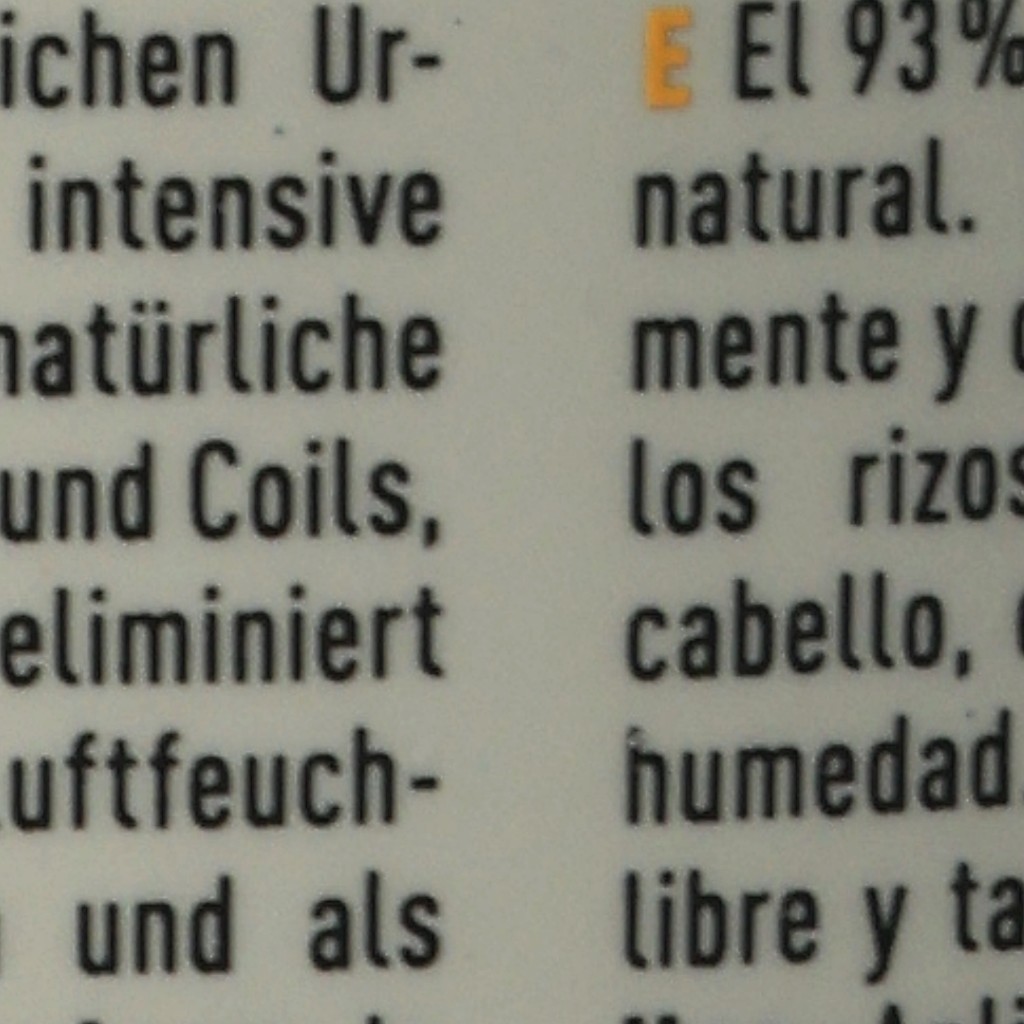 ichen Ur-
intensive
natürliche
und Coils,
eliminiert
uftfeuch-
und als
E El 93%
natural.
mente y
los rizos
cabello,
humedad
libre y ta